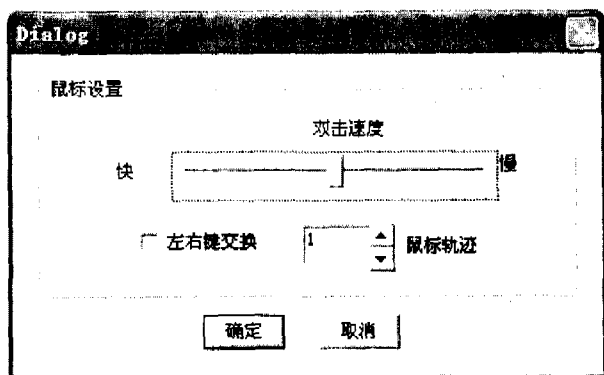 Dialog
鼠标设置
双击速度
快 慢
左右键交换 1 鼠标轨迹
确定 取消